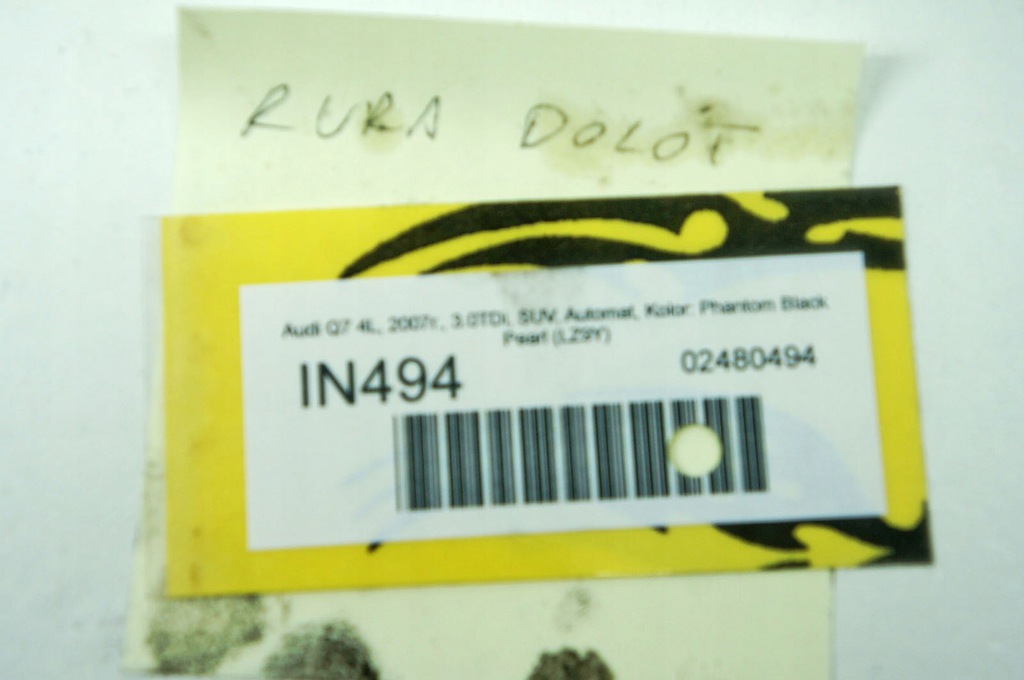 RURA DOLOT
Audi Q7 4L, 2007r., 3.0TDi, SUV, Automat, Kolor: Phantom Black
Pearl (LZ9Y)
IN494
02480494